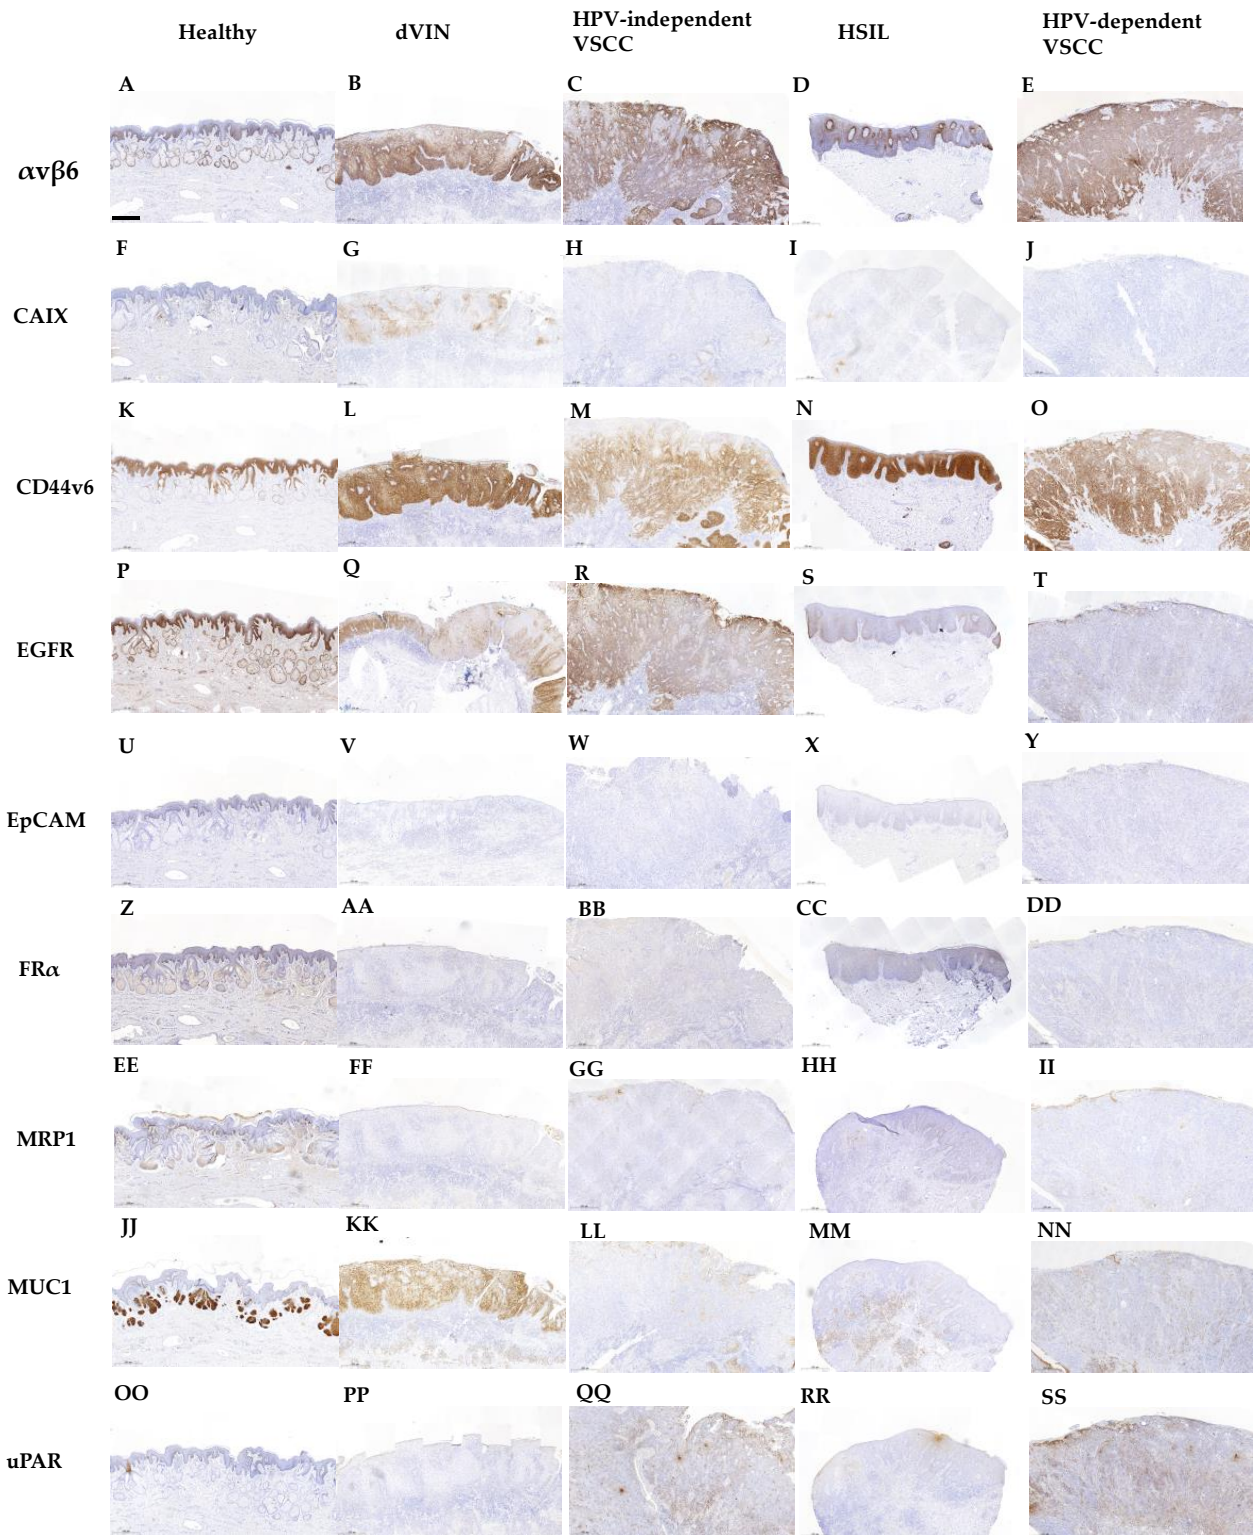 Healthy
dVIN
HPV-independent
VSCC
HSIL
HPV-dependent
VSCC
A
B
C
D
E
αvβ6
F
G
H
I
J
CAIX
K
L
M
N
O
CD44v6
P
Q
R
S
T
EGFR
U
V
W
X
Y
EpCAM
Z
AA
BB
CC
DD
FRα
EE
FF
GG
HH
II
MRP1
JJ
KK
LL
MM
NN
MUC1
OO
PP
QQ
RR
SS
uPAR